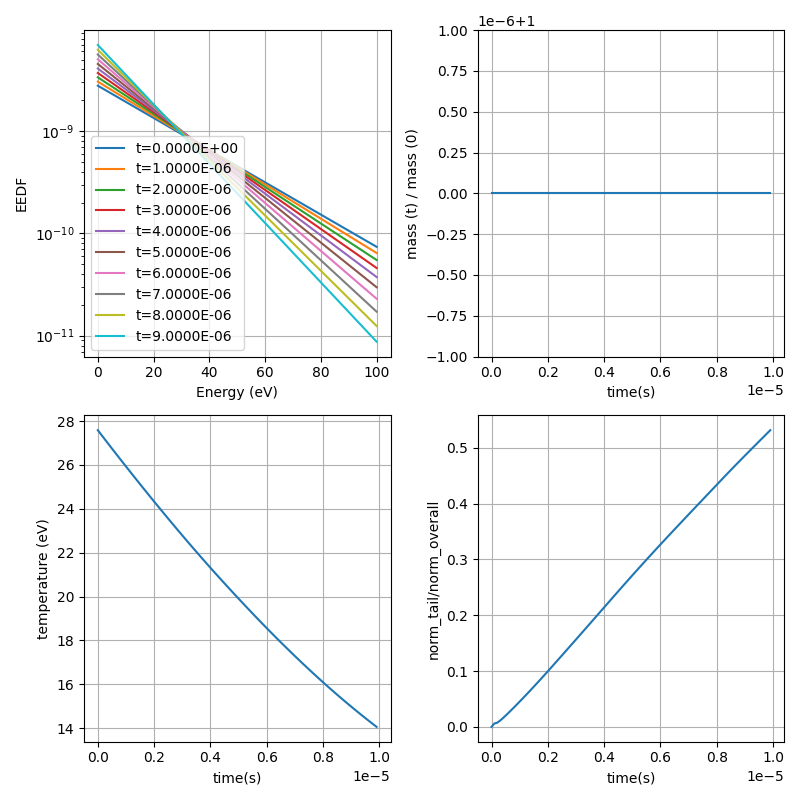 EEDF
10⁻⁹
10⁻¹⁰
10⁻¹¹
t=0.0000E+00
t=1.0000E-06
t=2.0000E-06
t=3.0000E-06
t=4.0000E-06
t=5.0000E-06
t=6.0000E-06
t=7.0000E-06
t=8.0000E-06
t=9.0000E-06
0 20 40 60 80 100
Energy (eV)
1e−6+1
mass (t) / mass (0)
1.00
0.75
0.50
0.25
0.00
−0.25
−0.50
−0.75
−1.00
0.0 0.2 0.4 0.6 0.8 1.0
1e−5
time(s)
temperature (eV)
28
26
24
22
20
18
16
14
0.0 0.2 0.4 0.6 0.8 1.0
1e−5
time(s)
norm_tail/norm_overall
0.5
0.4
0.3
0.2
0.1
0.0
0.0 0.2 0.4 0.6 0.8 1.0
1e−5
time(s)